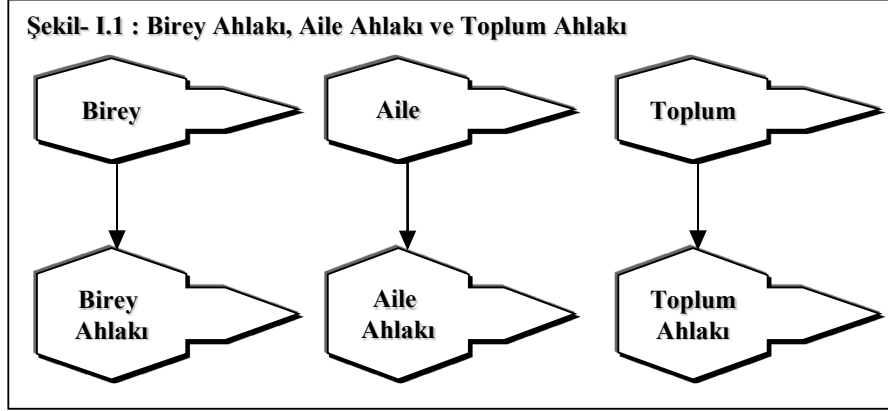 Şekil- I.1 : Birey Ahlakı, Aile Ahlakı ve Toplum Ahlakı
Birey
Aile
Toplum
Birey
Ahlakı
Aile
Ahlakı
Toplum
Ahlakı